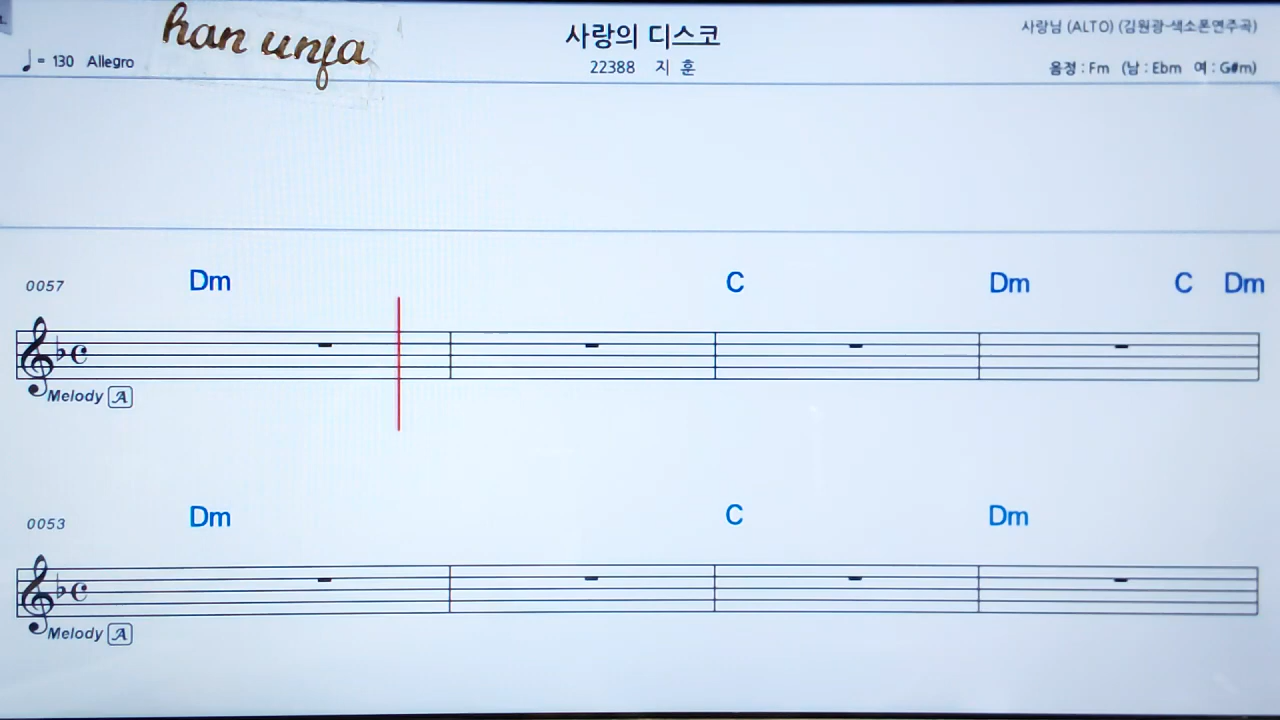 han unja
사랑의 디스코
사랑님 (ALTO) (김원광-색소폰연주곡)
♩ = 130 Allegro
22388 지 훈
음정 : Fm (남 : Ebm 여 : G#m)
Dm C Dm C Dm
0057
Melody A
Dm C Dm
0053
Melody A